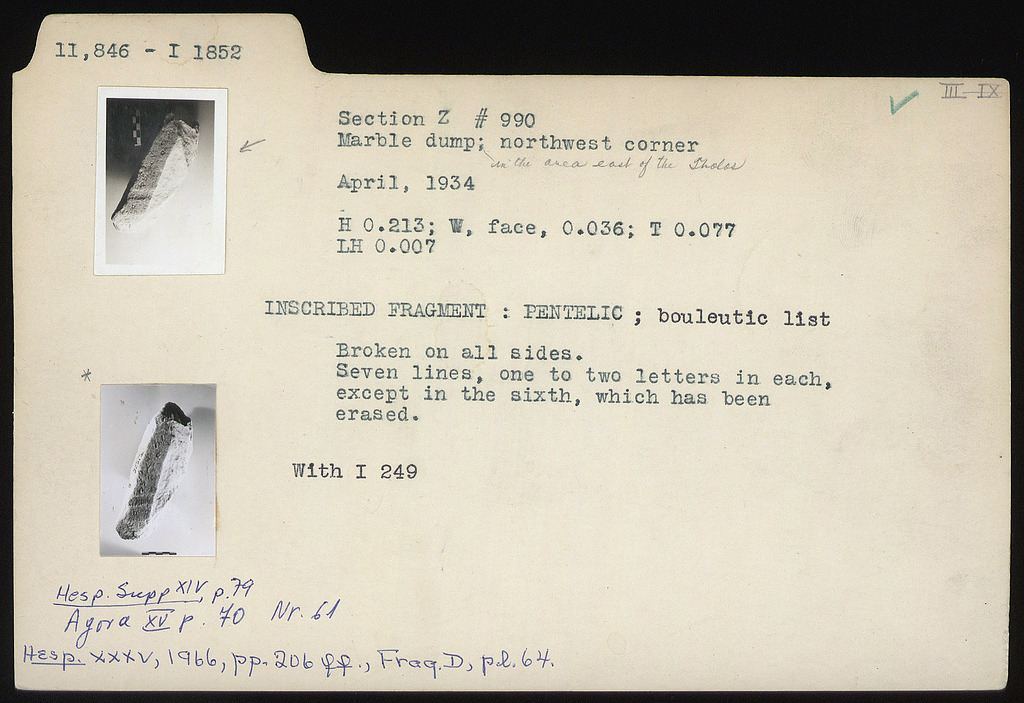 11,846 - I 1852
III-IX
Section Z # 990
Marble dump; northwest corner
in the area east of the Tholos
April, 1934
H 0.213; W, face, 0.036; T 0.077
LH 0.007
INSCRIBED FRAGMENT : PENTELIC ; bouleutic list
Broken on all sides.
Seven lines, one to two letters in each,
except in the sixth, which has been
erased.
*
With I 249
Hesp. Supp XIV, p.79
Agora XV p. 70 Nr. 61
Hesp. XXXV, 1966, pp. 206 ff., Frag. D, pl. 64.